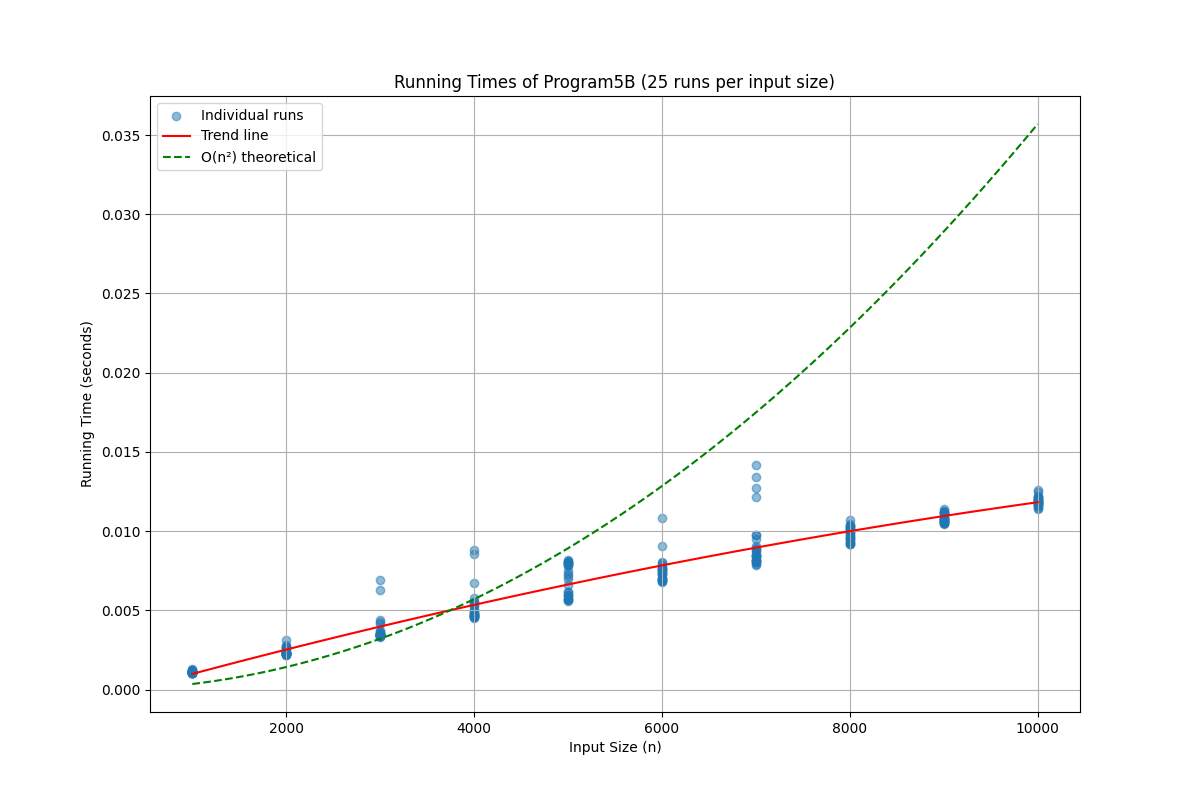 Running Times of Program5B (25 runs per input size)
Individual runs
Trend line
O(n²) theoretical
0.035
0.030
0.025
0.020
0.015
0.010
0.005
0.000
Running Time (seconds)
2000 4000 6000 8000 10000
Input Size (n)